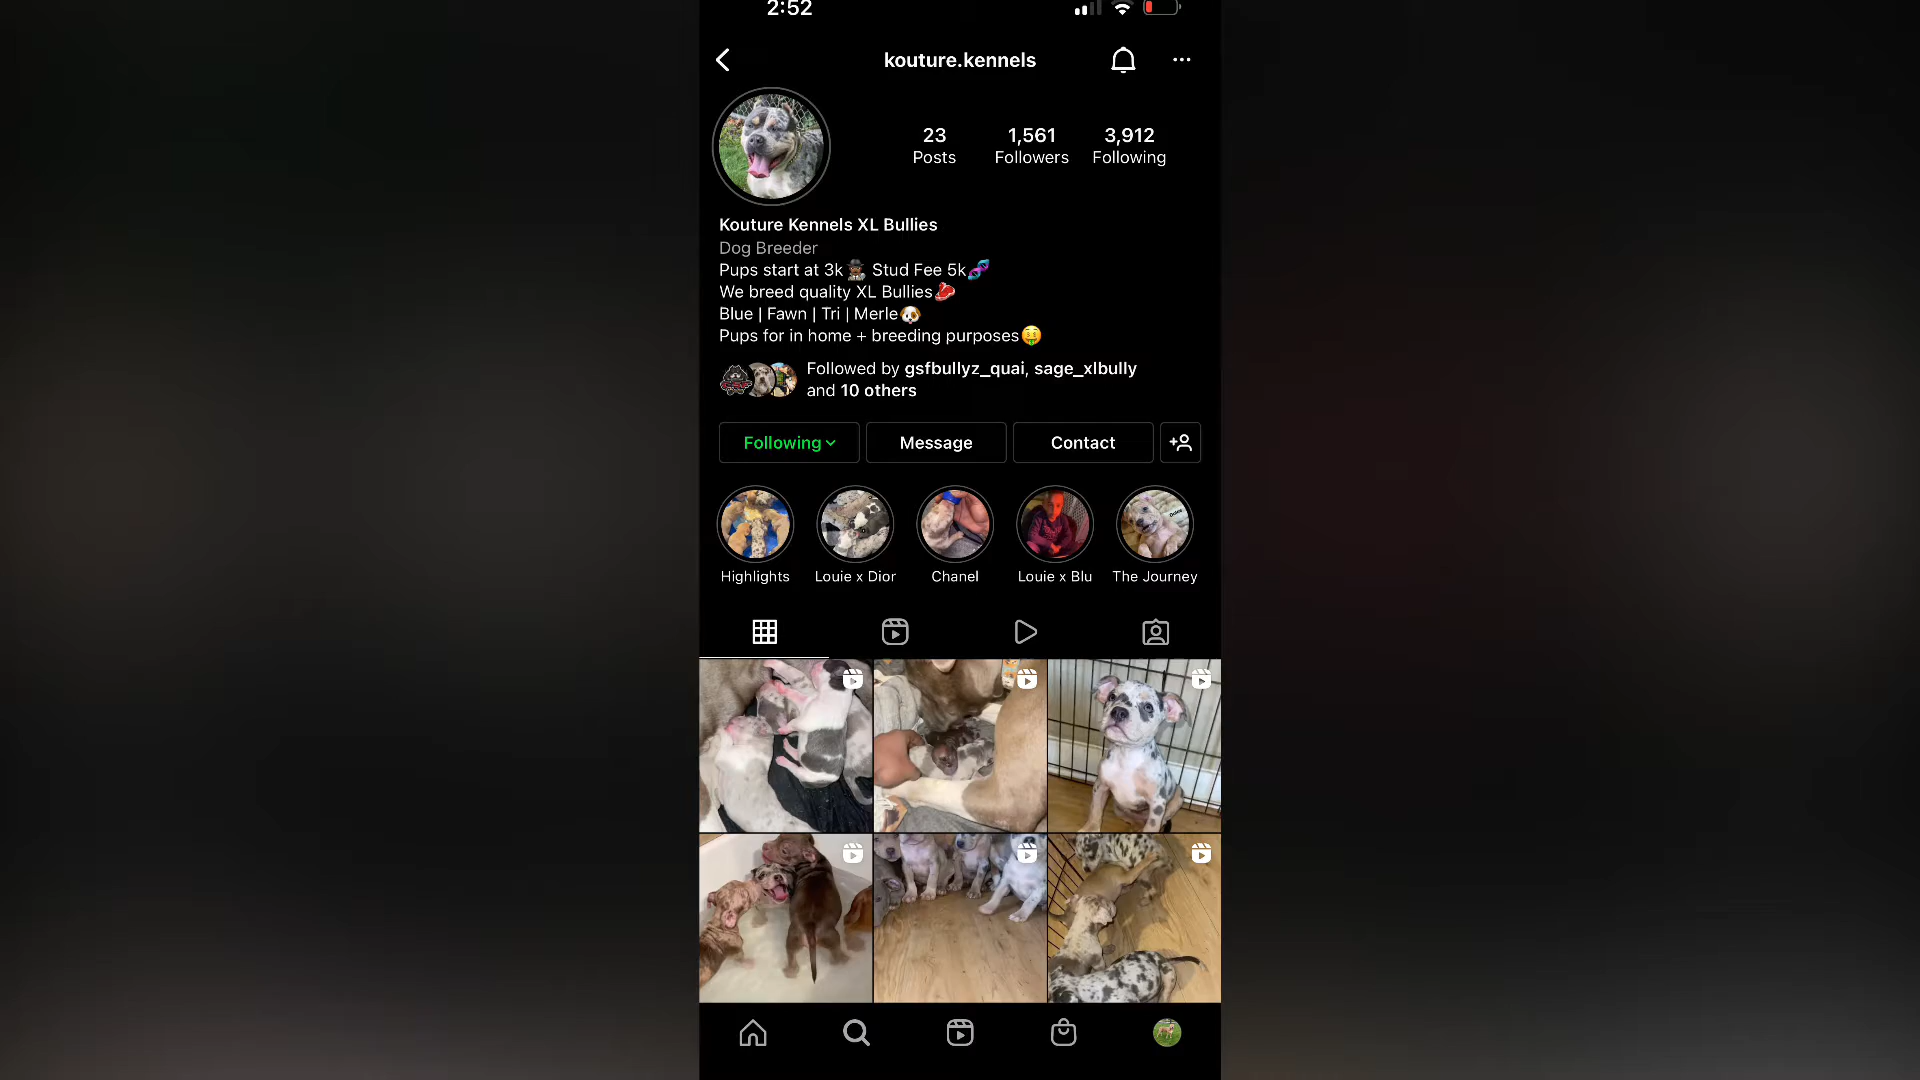 2:52
kouture.kennels
23
Posts
1,561
Followers
3,912
Following
Kouture Kennels XL Bullies
Dog Breeder
Pups start at 3k🕵🏾‍♂️ Stud Fee 5k🧬
We breed quality XL Bullies🥩
Blue | Fawn | Tri | Merle🐶
Pups for in home + breeding purposes🤑
Followed by gsfbullyz_quai, sage_xlbully
and 10 others
Following
Message
Contact
Highlights
Louie x Dior
Chanel
Louie x Blu
The Journey